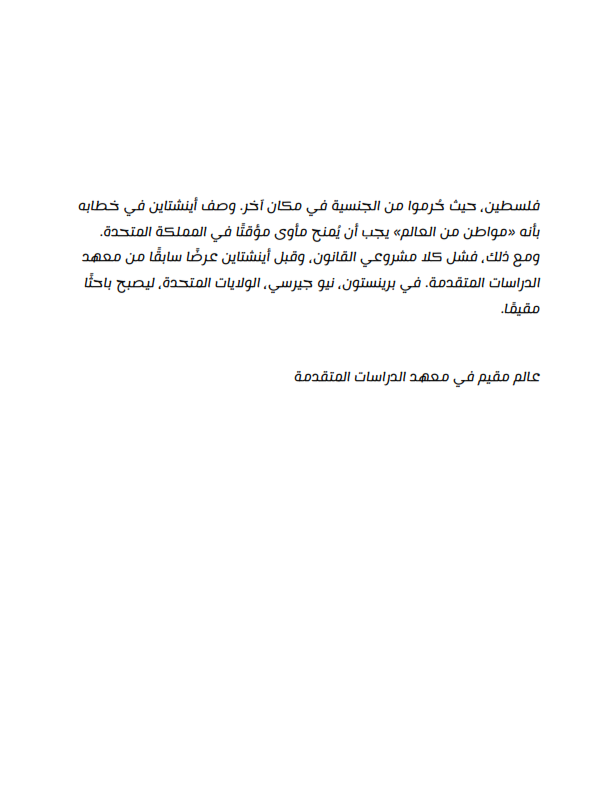 فلسطين، حيث حُرموا من الجنسية في مكان آخر. وصف أينشتاين في خطابه
بأنه «مواطن من العالم» يجب أن يُمنح مأوى مؤقتًا في المملكة المتحدة.
ومع ذلك، فشل كلا مشروعي القانون، وقبل أينشتاين عرضًا سابقًا من معهد
الدراسات المتقدمة. في برينستون، نيو جيرسي، الولايات المتحدة، ليصبح باحثًا
مقيمًا.
عالم مقيم في معهد الدراسات المتقدمة